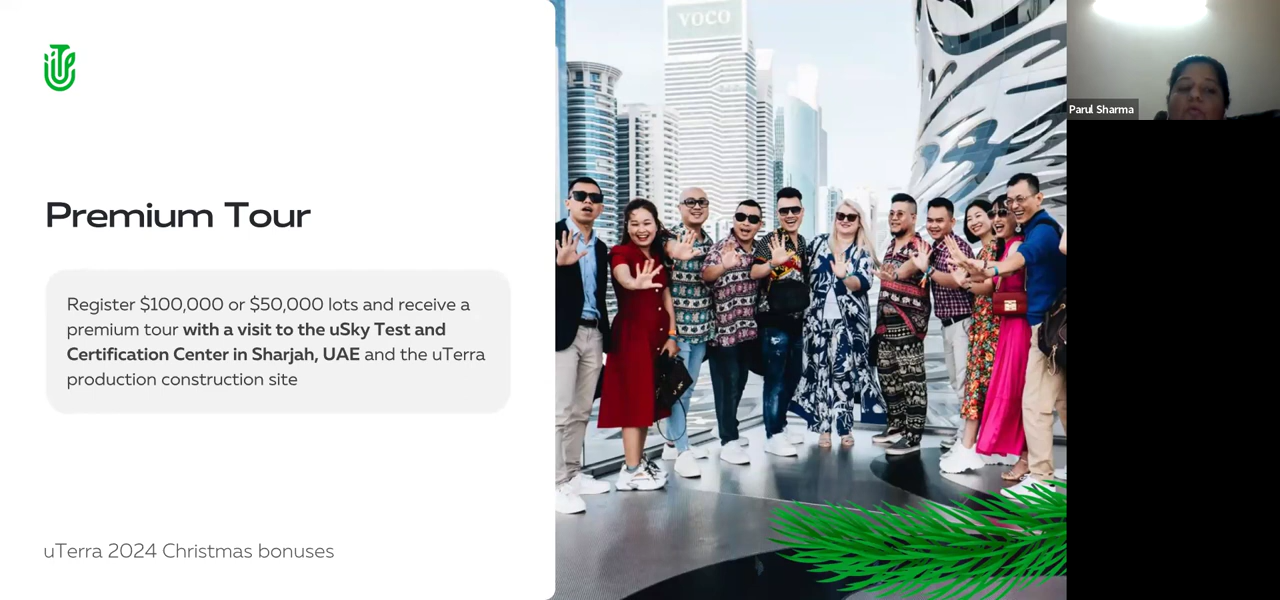 Premium Tour
Register $100,000 or $50,000 lots and receive a
premium tour with a visit to the uSky Test and
Certification Center in Sharjah, UAE and the uTerra
production construction site
uTerra 2024 Christmas bonuses
VOCO
Parul Sharma